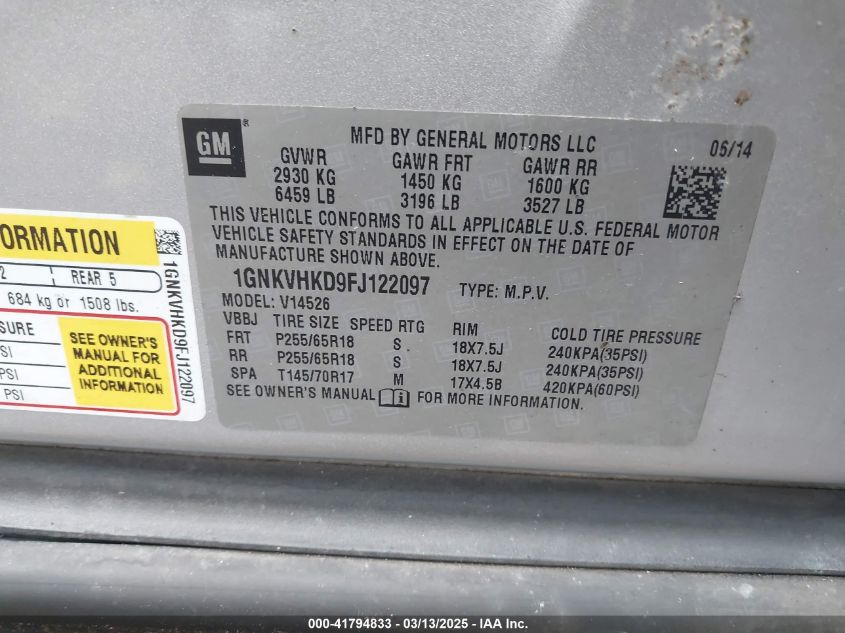 GM
®
MFD BY GENERAL MOTORS LLC
06/14
GVWR GAWR FRT GAWR RR
2930 KG 1450 KG 1600 KG
6459 LB 3196 LB 3527 LB
THIS VEHICLE CONFORMS TO ALL APPLICABLE U.S. FEDERAL MOTOR
VEHICLE SAFETY STANDARDS IN EFFECT ON THE DATE OF
MANUFACTURE SHOWN ABOVE.
1GNKVHKD9FJ122097 TYPE: M.P.V.
MODEL: V14526
VBBJ TIRE SIZE SPEED RTG RIM COLD TIRE PRESSURE
FRT P255/65R18 S 18X7.5J 240KPA(35PSI)
RR P255/65R18 S 18X7.5J 240KPA(35PSI)
SPA T145/70R17 M 17X4.5B 420KPA(60PSI)
SEE OWNER'S MANUAL i FOR MORE INFORMATION.
ORMATION
2 REAR 5
684 kg or 1508 lbs.
SSURE
PSI
PSI
PSI
SEE OWNER'S
MANUAL FOR
ADDITIONAL
INFORMATION
1GNKVHKD9FJ122097
000-41794833 - 03/13/2025 - IAA Inc.